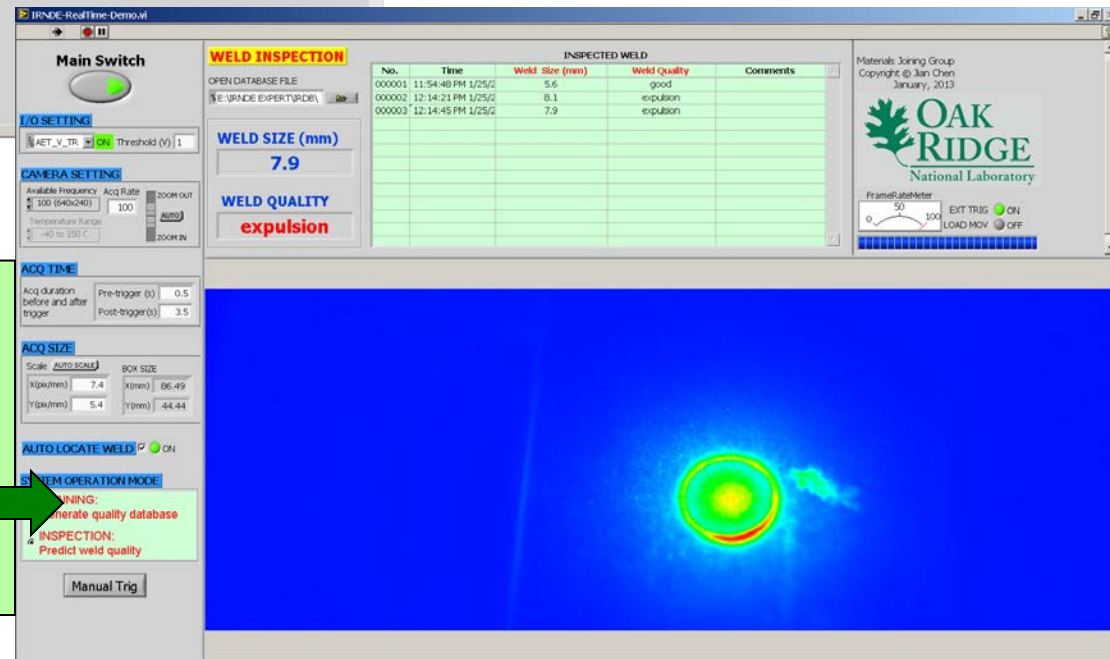 IRNDE-RealTime-Demo.vi
Main Switch
I/O SETTING
AET_V_TR. ON Threshold (V) 1
CAMERA SETTING
Available Frequency Acq Rate ZOOM OUT
100 (640x240) 100 AUTO
Temperature Range
-40 to 150 C ZOOM IN
ACQ TIME
Acq duration
before and after
trigger
Pre-trigger (s) 0.5
Post-trigger(s) 3.5
ACQ SIZE
Scale AUTO SCALE BOX SIZE
X(pix/mm) 7.4 X(mm) 86.49
Y(pix/mm) 5.4 Y(mm) 44.44
AUTO LOCATE WELD ON
SYSTEM OPERATION MODE
NNING:
nerate quality database
INSPECTION:
Predict weld quality
Manual Trig
WELD INSPECTION
OPEN DATABASE FILE
E:\IRNDE EXPERT\IRDB\
WELD SIZE (mm)
7.9
WELD QUALITY
expulsion
INSPECTED WELD
No. Time Weld Size (mm) Weld Quality Comments
000001 11:54:48 PM 1/25/2 5.6 good
000002 12:14:21 PM 1/25/2 8.1 expulsion
000003 12:14:45 PM 1/25/2 7.9 expulsion
Materials Joining Group
Copyright @ Jian Chen
January, 2013
OAK
RIDGE
National Laboratory
FrameRateMeter
0 50 100
EXT TRIG ON
LOAD MOV OFF